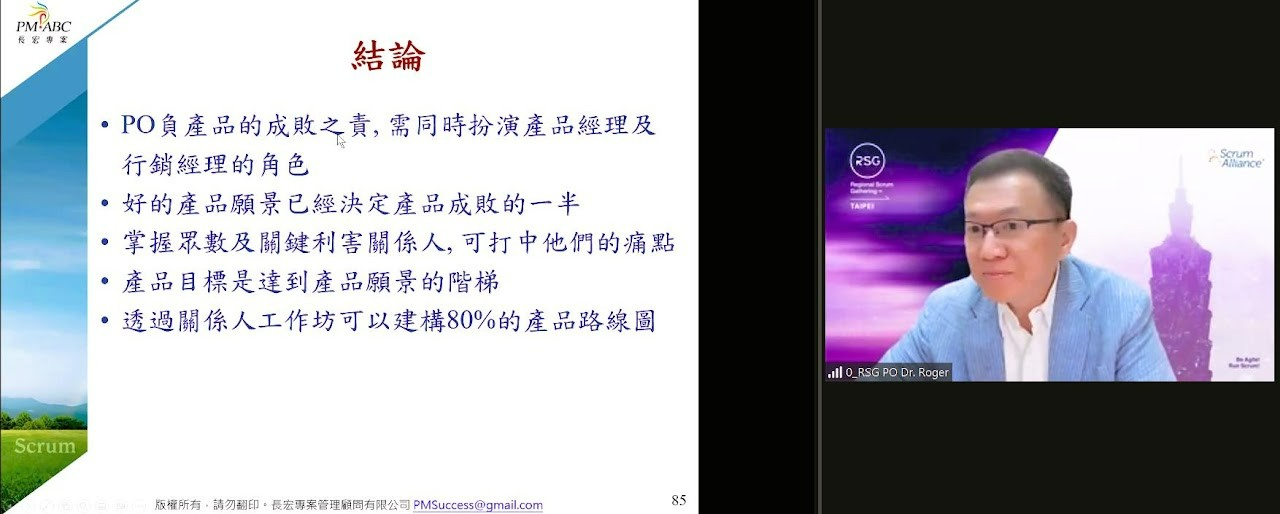 PM ABC
長宏專案
結論
• PO負產品的成敗之責, 需同時扮演產品經理及
行銷經理的角色
• 好的產品願景已經決定產品成敗的一半
• 掌握眾數及關鍵利害關係人, 可打中他們的痛點
• 產品目標是達到產品願景的階梯
• 透過關係人工作坊可以建構80%的產品路線圖
Scrum
版權所有，請勿翻印。長宏專案管理顧問有限公司 PMSuccess@gmail.com
85
RSG
Regional Scrum
Gathering
TAIPEI
Scrum
Alliance
Be Agile!
Run Scrum!
0_RSG PO Dr. Roger